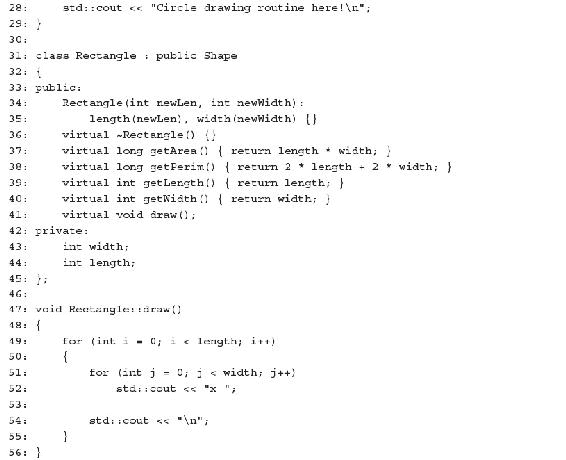 28:     std::cout << "Circle drawing routine here!\n";
29: }
30:
31: class Rectangle : public Shape
32: {
33: public:
34:     Rectangle(int newLen, int newWidth):
35:         length(newLen), width(newWidth) {}
36:     virtual ~Rectangle() {}
37:     virtual long getArea() { return length * width; }
38:     virtual long getPerim() { return 2 * length + 2 * width; }
39:     virtual int getLength() { return length; }
40:     virtual int getWidth() { return width; }
41:     virtual void draw();
42: private:
43:     int width;
44:     int length;
45: };
46:
47: void Rectangle::draw()
48: {
49:     for (int i = 0; i < length; i++)
50:     {
51:         for (int j = 0; j < width; j++)
52:             std::cout << "x ";
53:
54:         std::cout << "\n";
55:     }
56: }